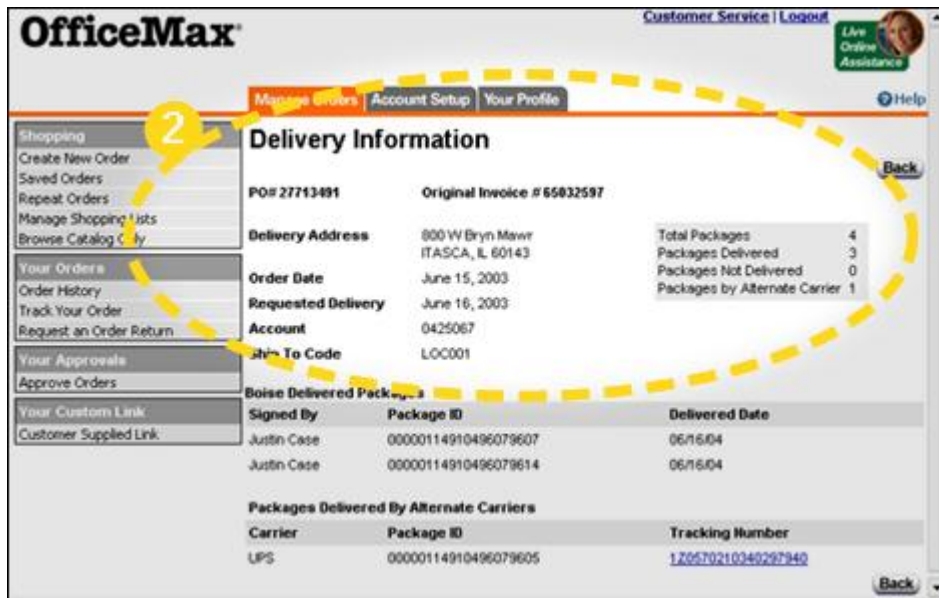 OfficeMax
Customer Service | Logout
Live
Online
Assistance
Manage Orders
Account Setup
Your Profile
Help
2
Shopping
Create New Order
Saved Orders
Repeat Orders
Manage Shopping Lists
Browse Catalog Only
Your Orders
Order History
Track Your Order
Request an Order Return
Your Approvals
Approve Orders
Your Custom Link
Customer Supplied Link
Delivery Information
Back
PO# 27713491 Original Invoice # 65032597
Delivery Address 800 W Bryn Mawr
ITASCA, IL 60143
Order Date June 15, 2003
Requested Delivery June 16, 2003
Account 0425067
Ship To Code LOC001
Total Packages 4
Packages Delivered 3
Packages Not Delivered 0
Packages by Alternate Carrier 1
Boise Delivered Packages
Signed By Package ID Delivered Date
Justin Case 00000114910496079607 06/16/04
Justin Case 00000114910496079614 06/16/04
Packages Delivered By Alternate Carriers
Carrier Package ID Tracking Number
UPS 00000114910496079605 1Z0570210340297940
Back